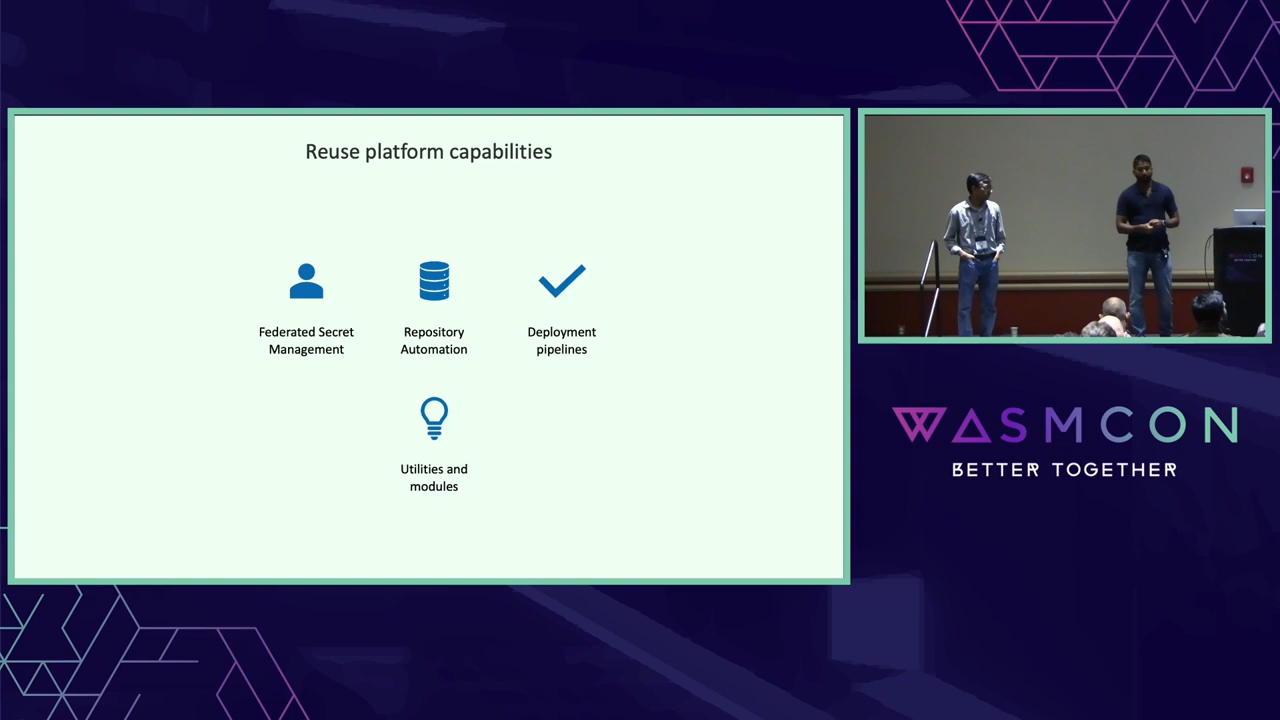 Reuse platform capabilities
Federated Secret
Management
Repository
Automation
Deployment
pipelines
Utilities and
modules
WASMCON
BETTER TOGETHER